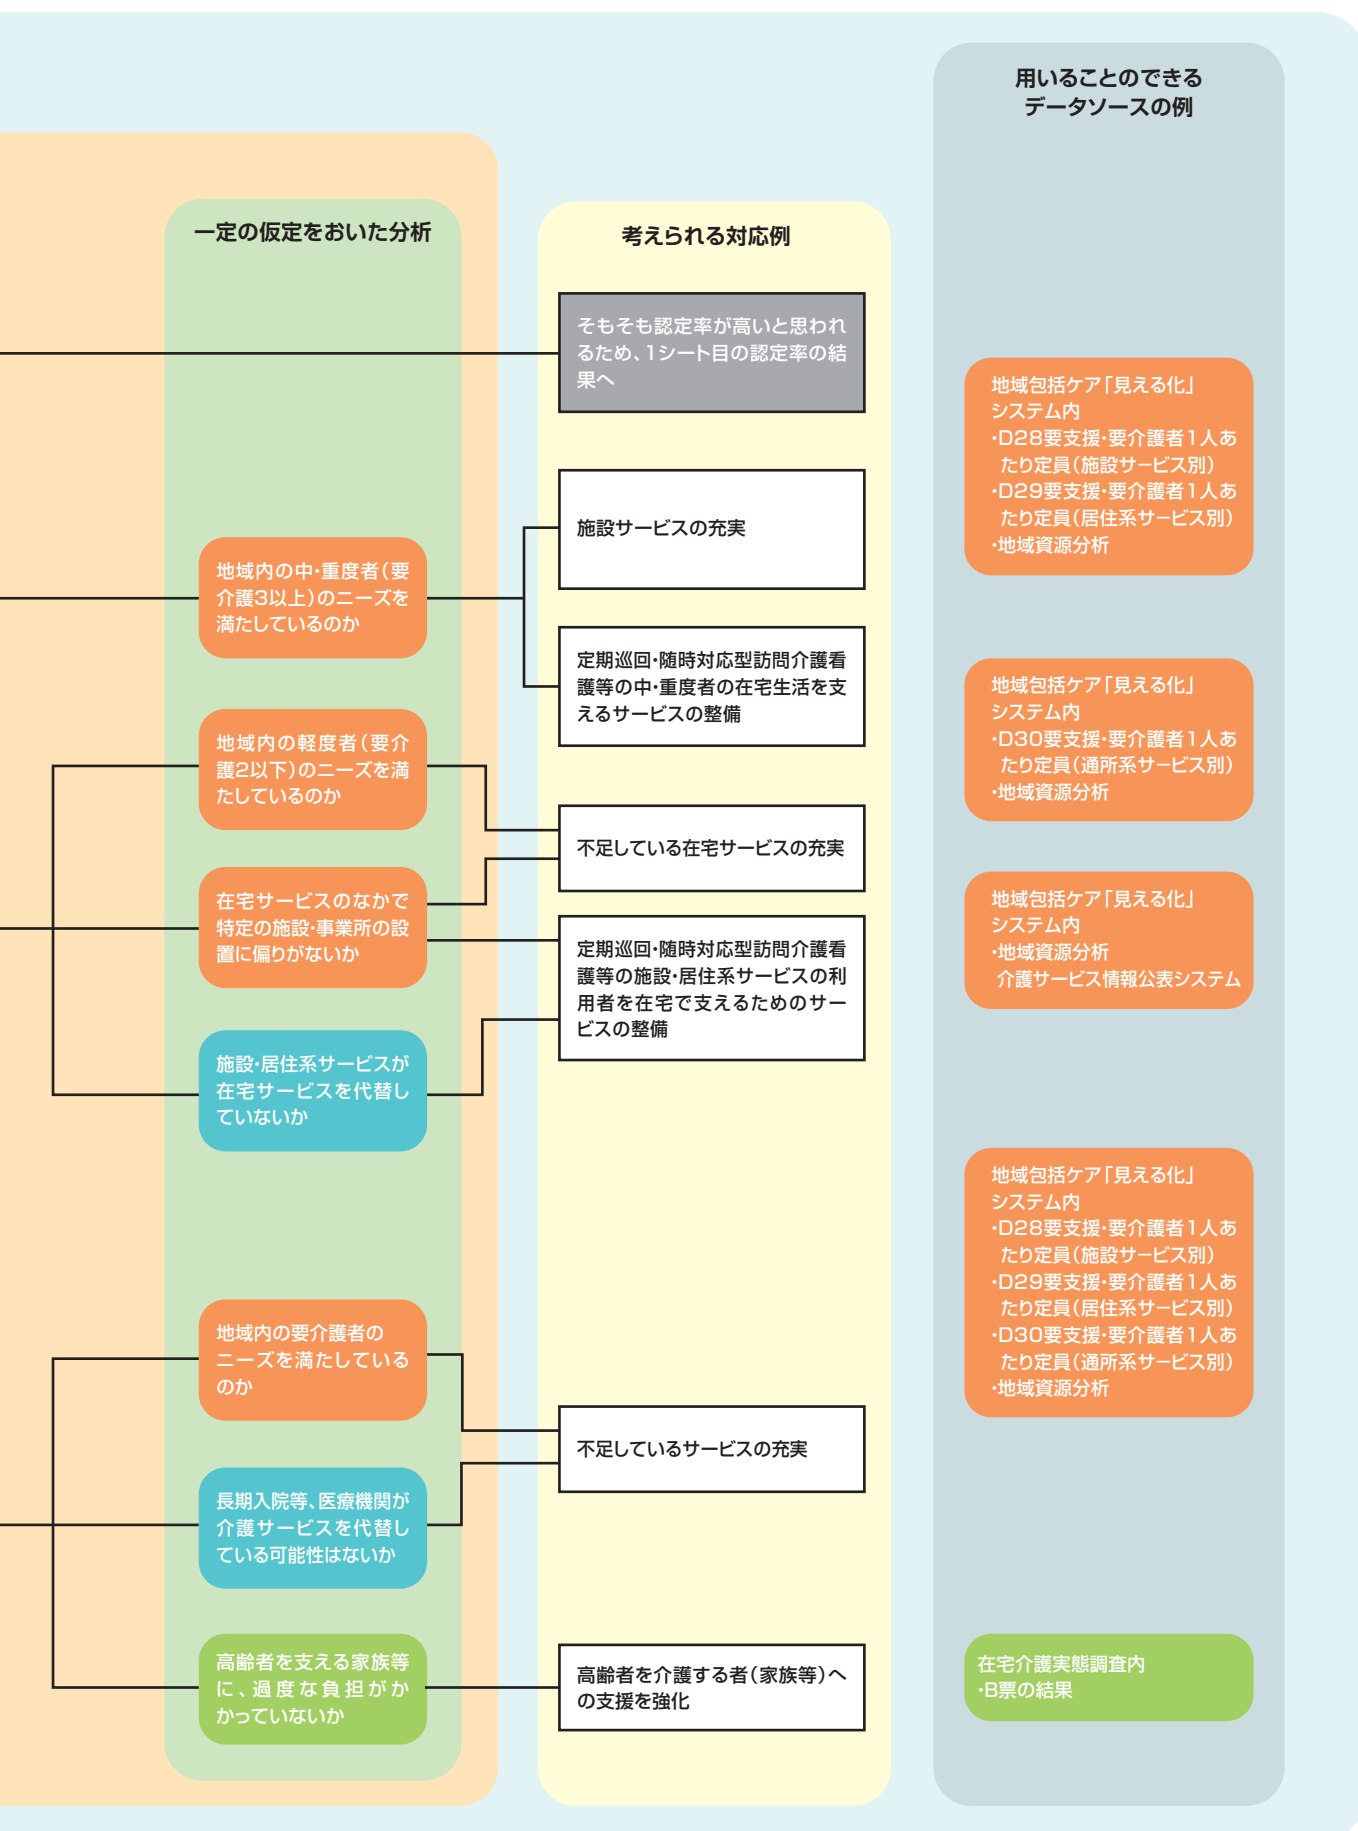 用いることのできる
データソースの例
一定の仮定をおいた分析
考えられる対応例
そもそも認定率が高いと思われ
るため、1シート目の認定率の結
果へ
施設サービスの充実
地域内の中・重度者（要
介護3以上）のニーズを
満たしているのか
定期巡回・随時対応型訪問介護看
護等の中・重度者の在宅生活を支
えるサービスの整備
地域内の軽度者（要介
護2以下）のニーズを満
たしているのか
不足している在宅サービスの充実
在宅サービスのなかで
特定の施設・事業所の設
置に偏りがないか
定期巡回・随時対応型訪問介護看
護等の施設・居住系サービスの利
用者を在宅で支えるためのサー
ビスの整備
施設・居住系サービスが
在宅サービスを代替し
ていないか
地域内の要介護者の
ニーズを満たしている
のか
不足しているサービスの充実
長期入院等、医療機関が
介護サービスを代替し
ている可能性はないか
高齢者を支える家族等
に、過度な負担がか
かっていないか
高齢者を介護する者（家族等）へ
の支援を強化
地域包括ケア「見える化」
システム内
・D28要支援・要介護者1人あ
たり定員（施設サービス別）
・D29要支援・要介護者1人あ
たり定員（居住系サービス別）
・地域資源分析
地域包括ケア「見える化」
システム内
・D30要支援・要介護者1人あ
たり定員（通所系サービス別）
・地域資源分析
地域包括ケア「見える化」
システム内
・地域資源分析
介護サービス情報公表システム
地域包括ケア「見える化」
システム内
・D28要支援・要介護者1人あ
たり定員（施設サービス別）
・D29要支援・要介護者1人あ
たり定員（居住系サービス別）
・D30要支援・要介護者1人あ
たり定員（通所系サービス別）
・地域資源分析
在宅介護実態調査内
・B票の結果